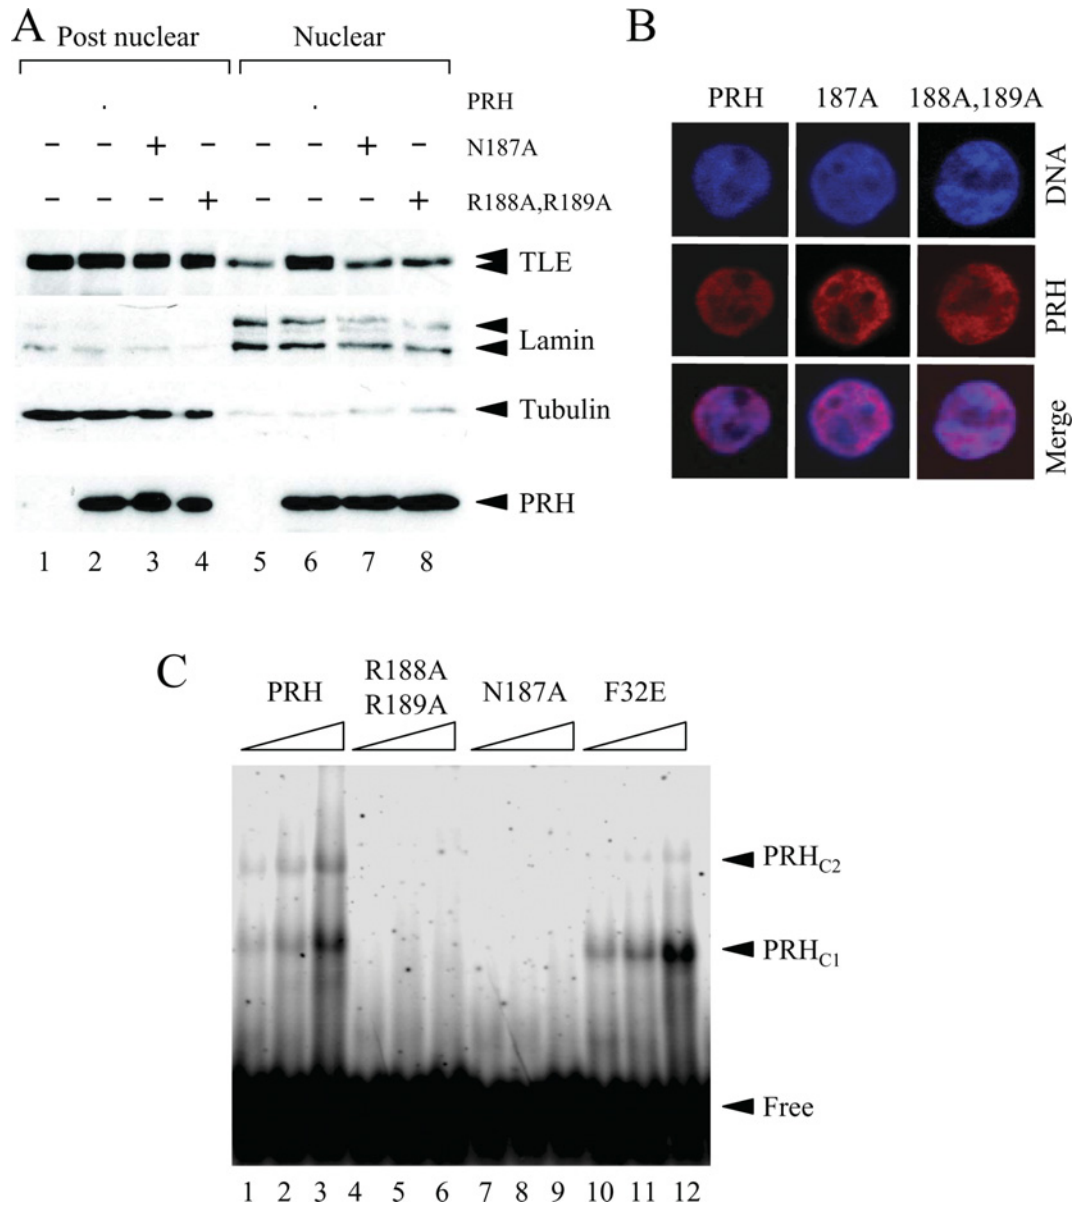 A
Post nuclear Nuclear
PRH
- - + - - - + - N187A
- - - + - - - + R188A,R189A
TLE
Lamin
Tubulin
PRH
1 2 3 4 5 6 7 8
B
PRH 187A 188A,189A
DNA
PRH
Merge
C
PRH R188A R189A N187A F32E
PRHC2
PRHC1
Free
1 2 3 4 5 6 7 8 9 10 11 12